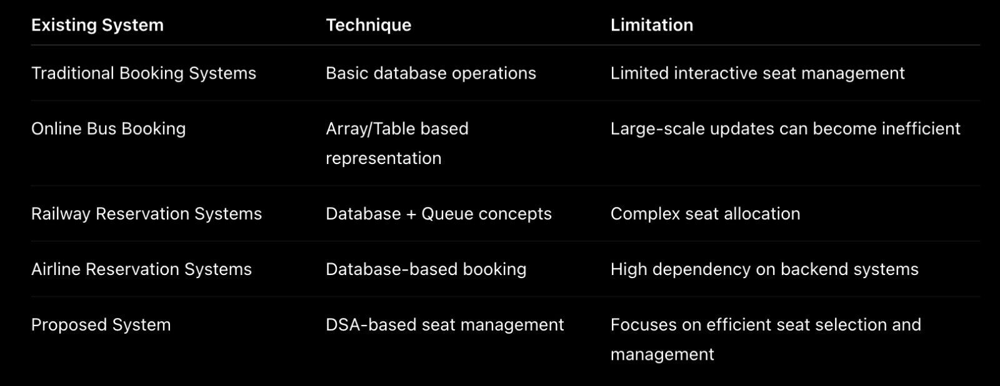 Existing System Technique Limitation
Traditional Booking Systems Basic database operations Limited interactive seat management
Online Bus Booking Array/Table based Large-scale updates can become inefficient
representation
Railway Reservation Systems Database + Queue concepts Complex seat allocation
Airline Reservation Systems Database-based booking High dependency on backend systems
Proposed System DSA-based seat management Focuses on efficient seat selection and
management